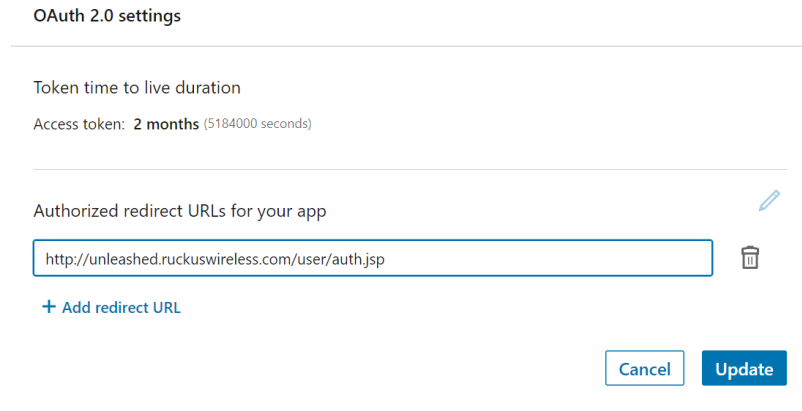 OAuth 2.0 settings
Token time to live duration
Access token: 2 months (5184000 seconds)
Authorized redirect URLs for your app
http://unleashed.ruckuswireless.com/user/auth.jsp
+ Add redirect URL
Cancel Update